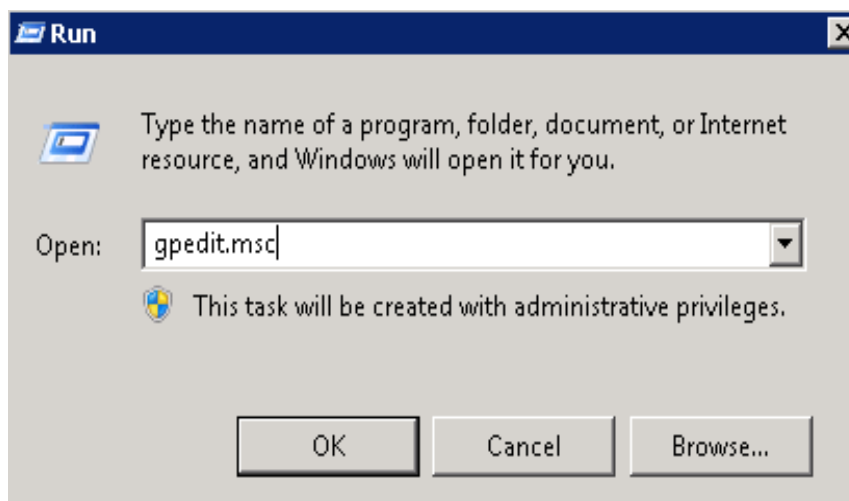 Run
Type the name of a program, folder, document, or Internet
resource, and Windows will open it for you.
Open:
gpedit.msc
This task will be created with administrative privileges.
OK
Cancel
Browse...